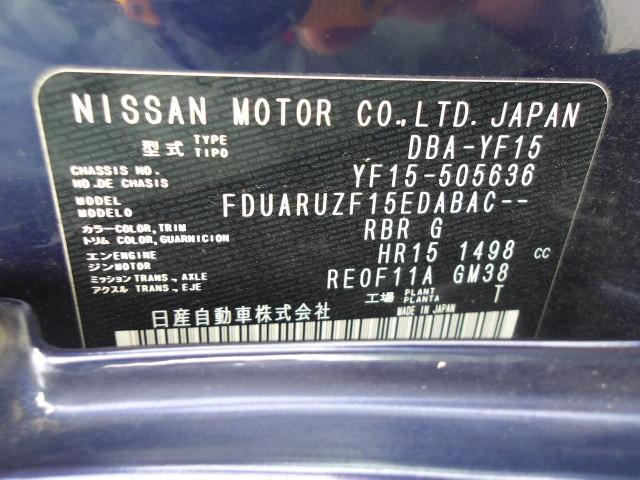 NISSAN MOTOR CO.,LTD. JAPAN
型式 TYPE TIPO DBA-YF15
CHASSIS NO. NO.DE CHASIS YF15-505636
MODEL MODELO FDUARUZF15EDABAC--
カラー COLOR, TRIM トリム COLOR, GUARNICION RBR G
エンジン ENGINE MOTOR HR15 1498 cc
ミッション TRANS., AXLE アクスル TRANS., EJE RE0F11A GM38
工場 PLANT PLANTA T
日産自動車株式会社 MADE IN JAPAN